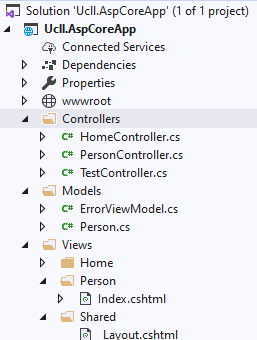 Solution 'Ucll.AspCoreApp' (1 of 1 project)
Ucll.AspCoreApp
Connected Services
Dependencies
Properties
wwwroot
Controllers
C# HomeController.cs
C# PersonController.cs
C# TestController.cs
Models
C# ErrorViewModel.cs
C# Person.cs
Views
Home
Person
Index.cshtml
Shared
_Layout.cshtml